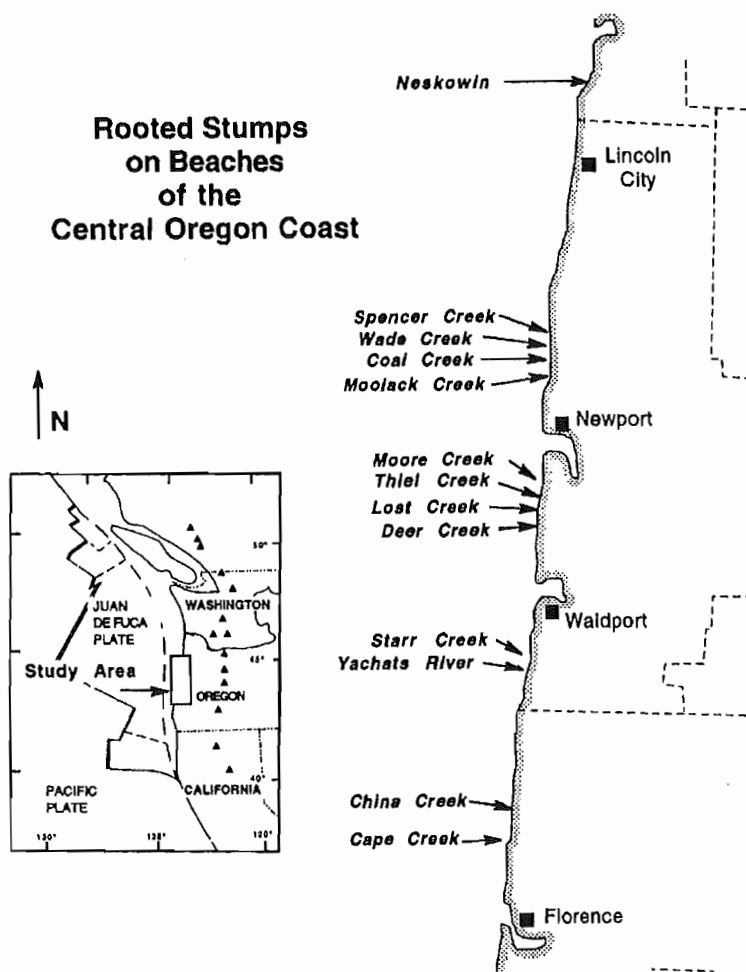 Rooted Stumps
on Beaches
of the
Central Oregon Coast
Neskowin
Lincoln
City
Spencer Creek
Wade Creek
Coal Creek
Moolack Creek
N
Newport
Moore Creek
Thiel Creek
Lost Creek
Deer Creek
Waldport
Starr Creek
Yachats River
China Creek
Cape Creek
Florence
50°
WASHINGTON
JUAN
DE FUCA
PLATE
45°
Study Area
OREGON
40°
PACIFIC
PLATE
CALIFORNIA
130°
125°
120°